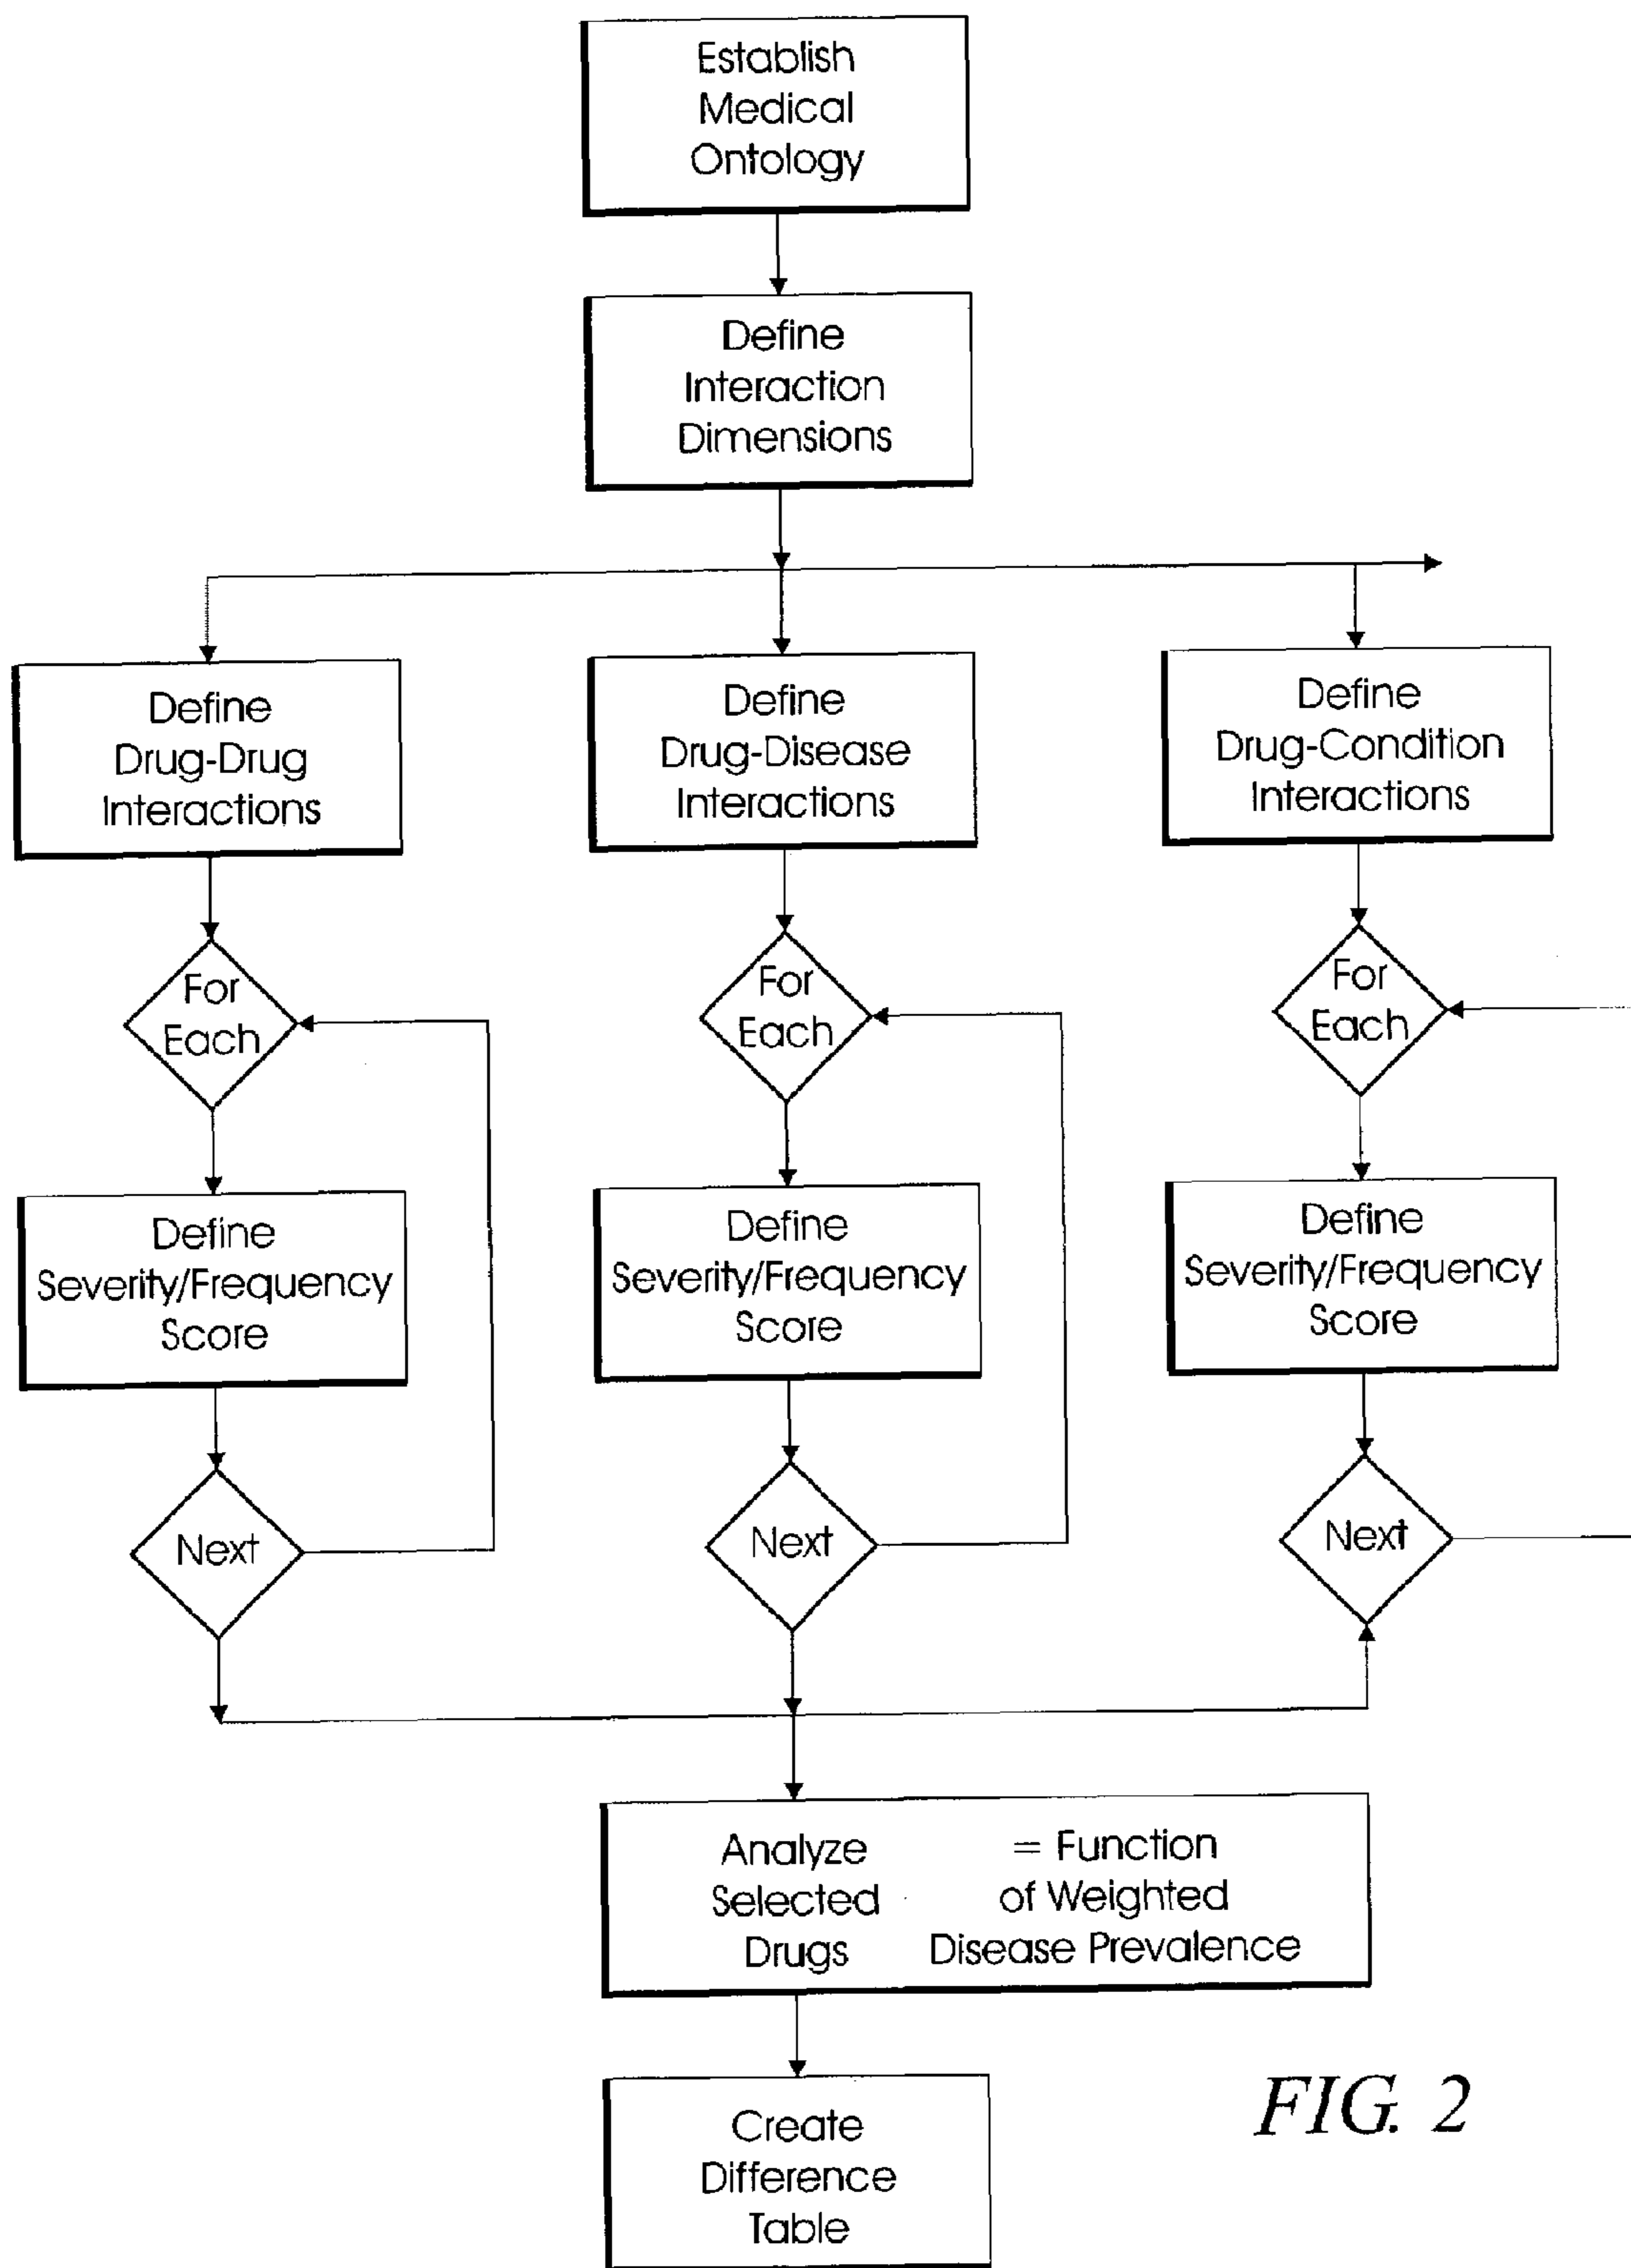 Establish
Medical
Ontology
Define
Interaction
Dimensions
Define
Drug-Drug
Interactions
Define
Drug-Disease
Interactions
Define
Drug-Condition
Interactions
For
Each
For
Each
For
Each
Define
Severity/Frequency
Score
Define
Severity/Frequency
Score
Define
Severity/Frequency
Score
Next
Next
Next
Analyze
Selected
Drugs
= Function
of Weighted
Disease Prevalence
Create
Difference
Table
FIG. 2